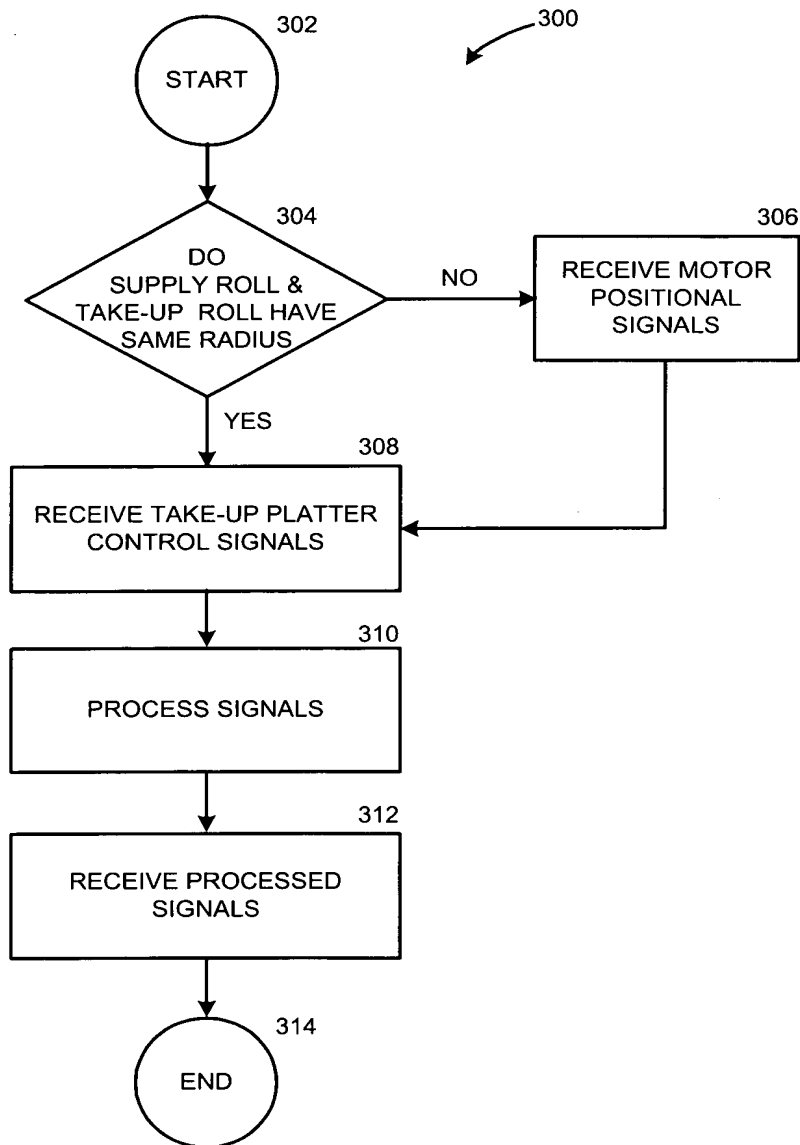 302
300
START
304
DO
SUPPLY ROLL &
TAKE-UP ROLL HAVE
SAME RADIUS
NO
306
RECEIVE MOTOR
POSITIONAL
SIGNALS
YES
308
RECEIVE TAKE-UP PLATTER
CONTROL SIGNALS
310
PROCESS SIGNALS
312
RECEIVE PROCESSED
SIGNALS
314
END